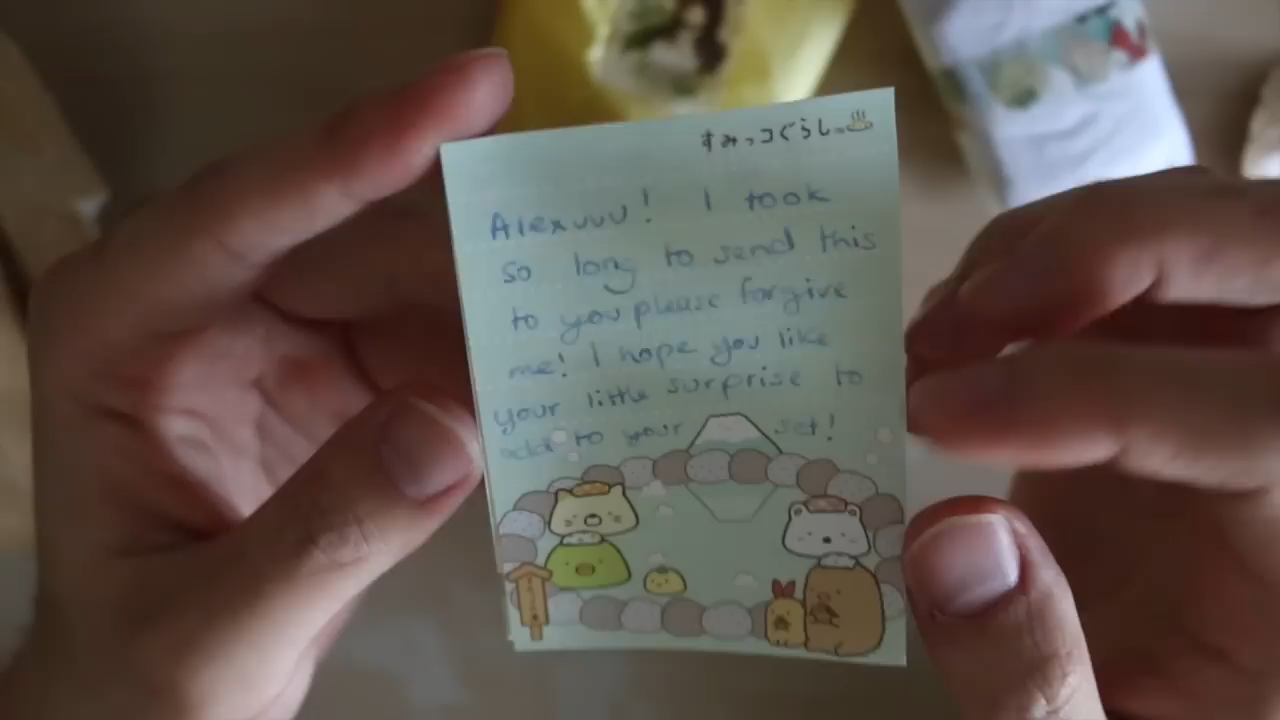 すみっコぐらし
Alexuuu! I took
so long to send this
to you please forgive
me! I hope you like
your little surprise to
add to your set!